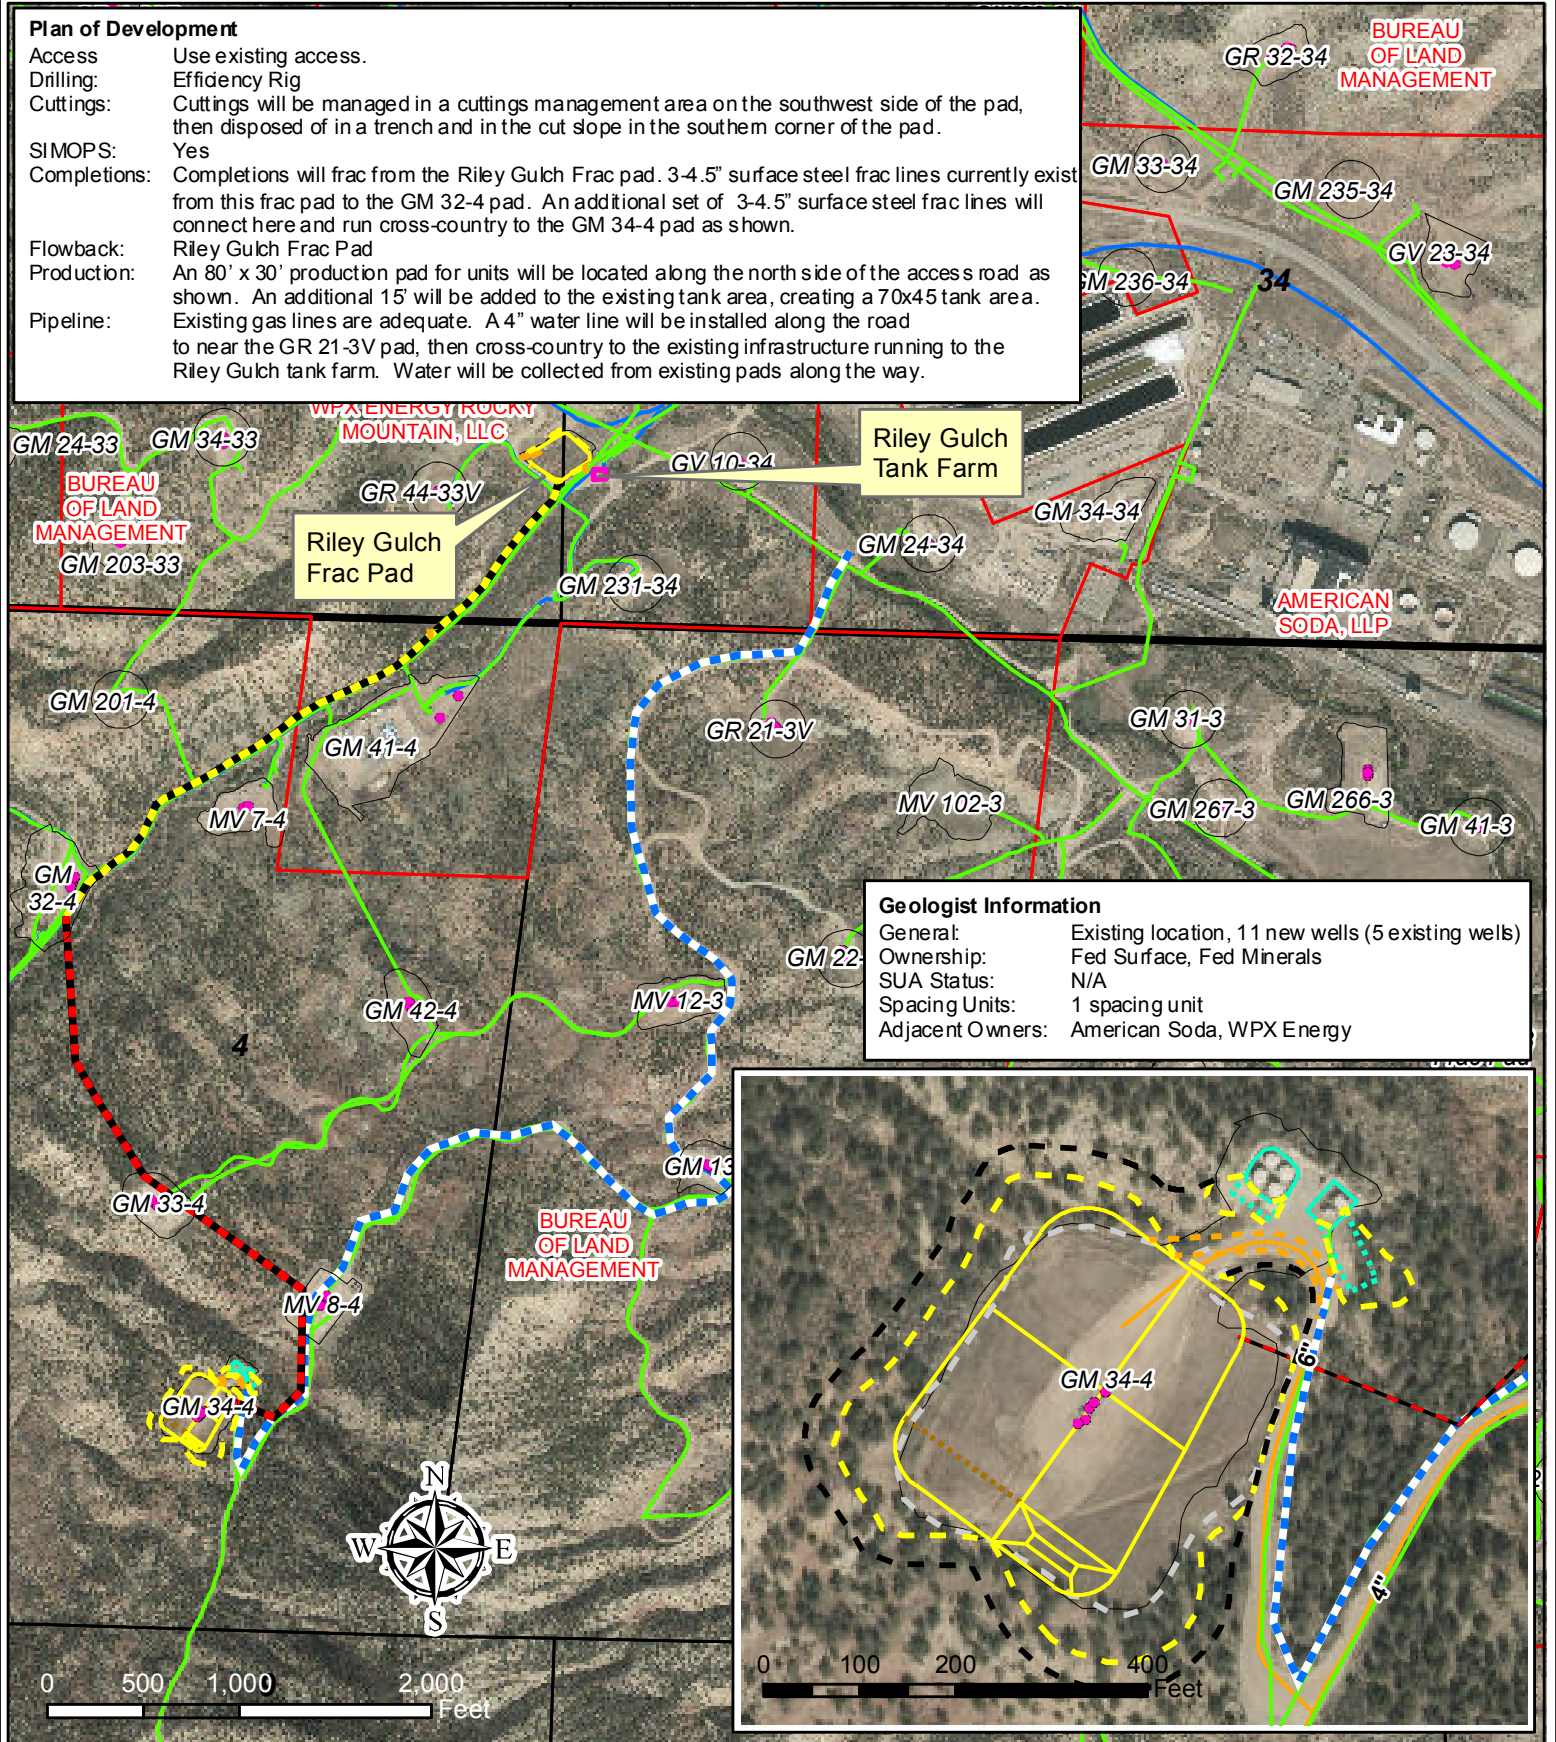 Plan of Development
Access Use existing access.
Drilling: Efficiency Rig
Cuttings: Cuttings will be managed in a cuttings management area on the southwest side of the pad,
then disposed of in a trench and in the cut slope in the southern corner of the pad.
SIMOPS: Yes
Completions: Completions will frac from the Riley Gulch Frac pad. 3-4.5” surface steel frac lines currently exist
from this frac pad to the GM 32-4 pad. An additional set of 3-4.5” surface steel frac lines will
connect here and run cross-country to the GM 34-4 pad as shown.
Flowback: Riley Gulch Frac Pad
Production: An 80’ x 30’ production pad for units will be located along the north side of the access road as
shown. An additional 15’ will be added to the existing tank area, creating a 70x45 tank area.
Pipeline: Existing gas lines are adequate. A 4” water line will be installed along the road
to near the GR 21-3V pad, then cross-country to the existing infrastructure running to the
Riley Gulch tank farm. Water will be collected from existing pads along the way.
BUREAU
OF LAND
MANAGEMENT
GR 32-34
GM 33-34
GM 235-34
GV 23-34
GM 236-34
34
WPX ENERGY ROCKY
MOUNTAIN, LLC
GM 24-33
GM 34-33
BUREAU
OF LAND
MANAGEMENT
GM 203-33
GR 44-33V
GV 10-34
Riley Gulch
Tank Farm
Riley Gulch
Frac Pad
GM 34-34
GM 24-34
GM 231-34
AMERICAN
SODA, LLP
GM 201-4
GM 41-4
GR 21-3V
GM 31-3
MV 7-4
MV 102-3
GM 267-3
GM 266-3
GM 41-3
GM
32-4
GM 22-
Geologist Information
General: Existing location, 11 new wells (5 existing wells)
Ownership: Fed Surface, Fed Minerals
SUA Status: N/A
Spacing Units: 1 spacing unit
Adjacent Owners: American Soda, WPX Energy
GM 42-4
MV 12-3
4
GM 13
GM 33-4
BUREAU
OF LAND
MANAGEMENT
MV 8-4
GM 34-4
GM 34-4
6"
4"
N
W E
S
0 500 1,000 2,000
Feet
0 100 200 400
Feet